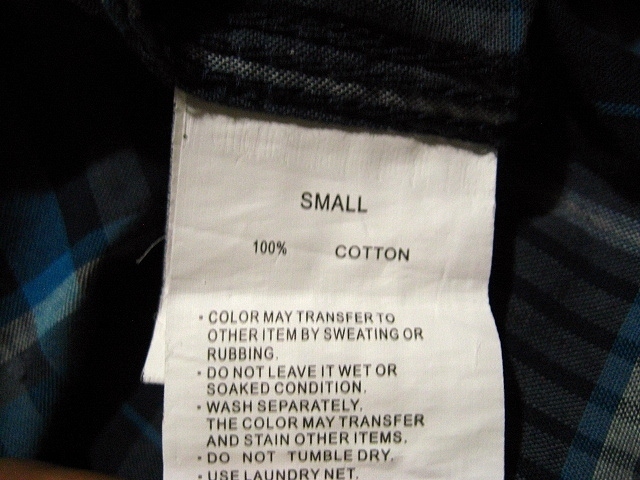 SMALL
100% COTTON
• COLOR MAY TRANSFER TO
OTHER ITEM BY SWEATING OR
RUBBING.
• DO NOT LEAVE IT WET OR
SOAKED CONDITION.
• WASH SEPARATELY.
THE COLOR MAY TRANSFER
AND STAIN OTHER ITEMS.
• DO NOT TUMBLE DRY.
• USE LAUNDRY NET.